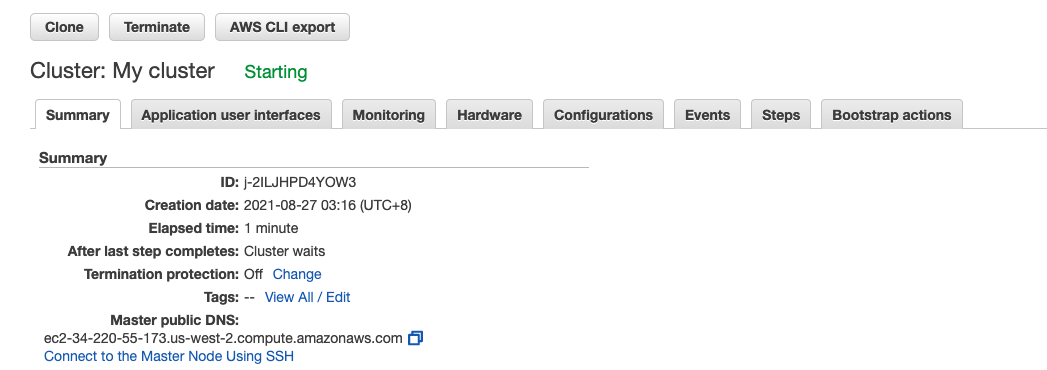 Clone Terminate AWS CLI export
Cluster: My cluster Starting
Summary Application user interfaces Monitoring Hardware Configurations Events Steps Bootstrap actions
Summary
ID: j-2ILJHPD4YOW3
Creation date: 2021-08-27 03:16 (UTC+8)
Elapsed time: 1 minute
After last step completes: Cluster waits
Termination protection: Off Change
Tags: -- View All / Edit
Master public DNS:
ec2-34-220-55-173.us-west-2.compute.amazonaws.com
Connect to the Master Node Using SSH